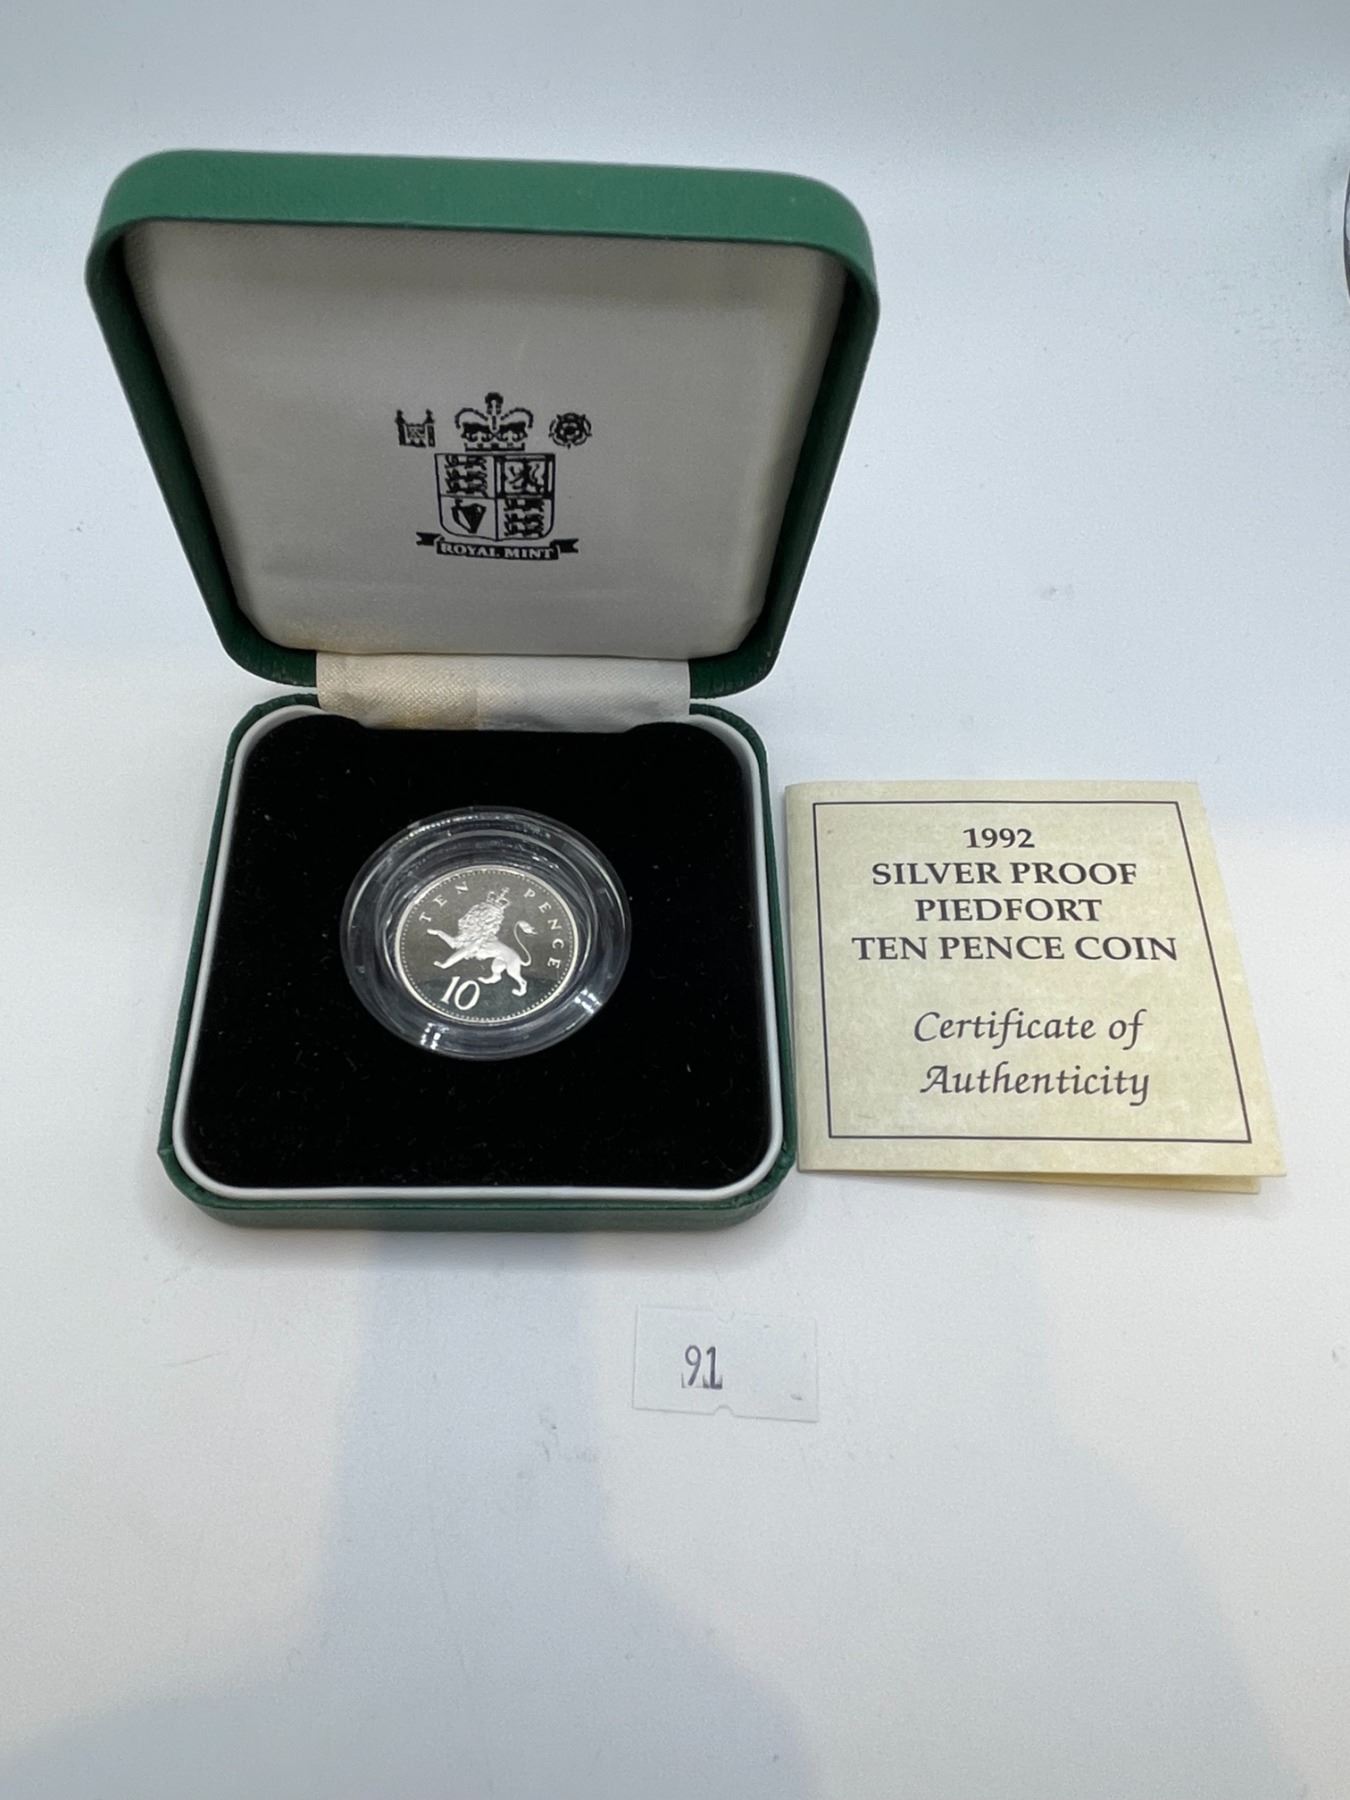 ROYAL MINT
TEN PENCE
10
1992
SILVER PROOF
PIEDFORT
TEN PENCE COIN
Certificate of
Authenticity
91